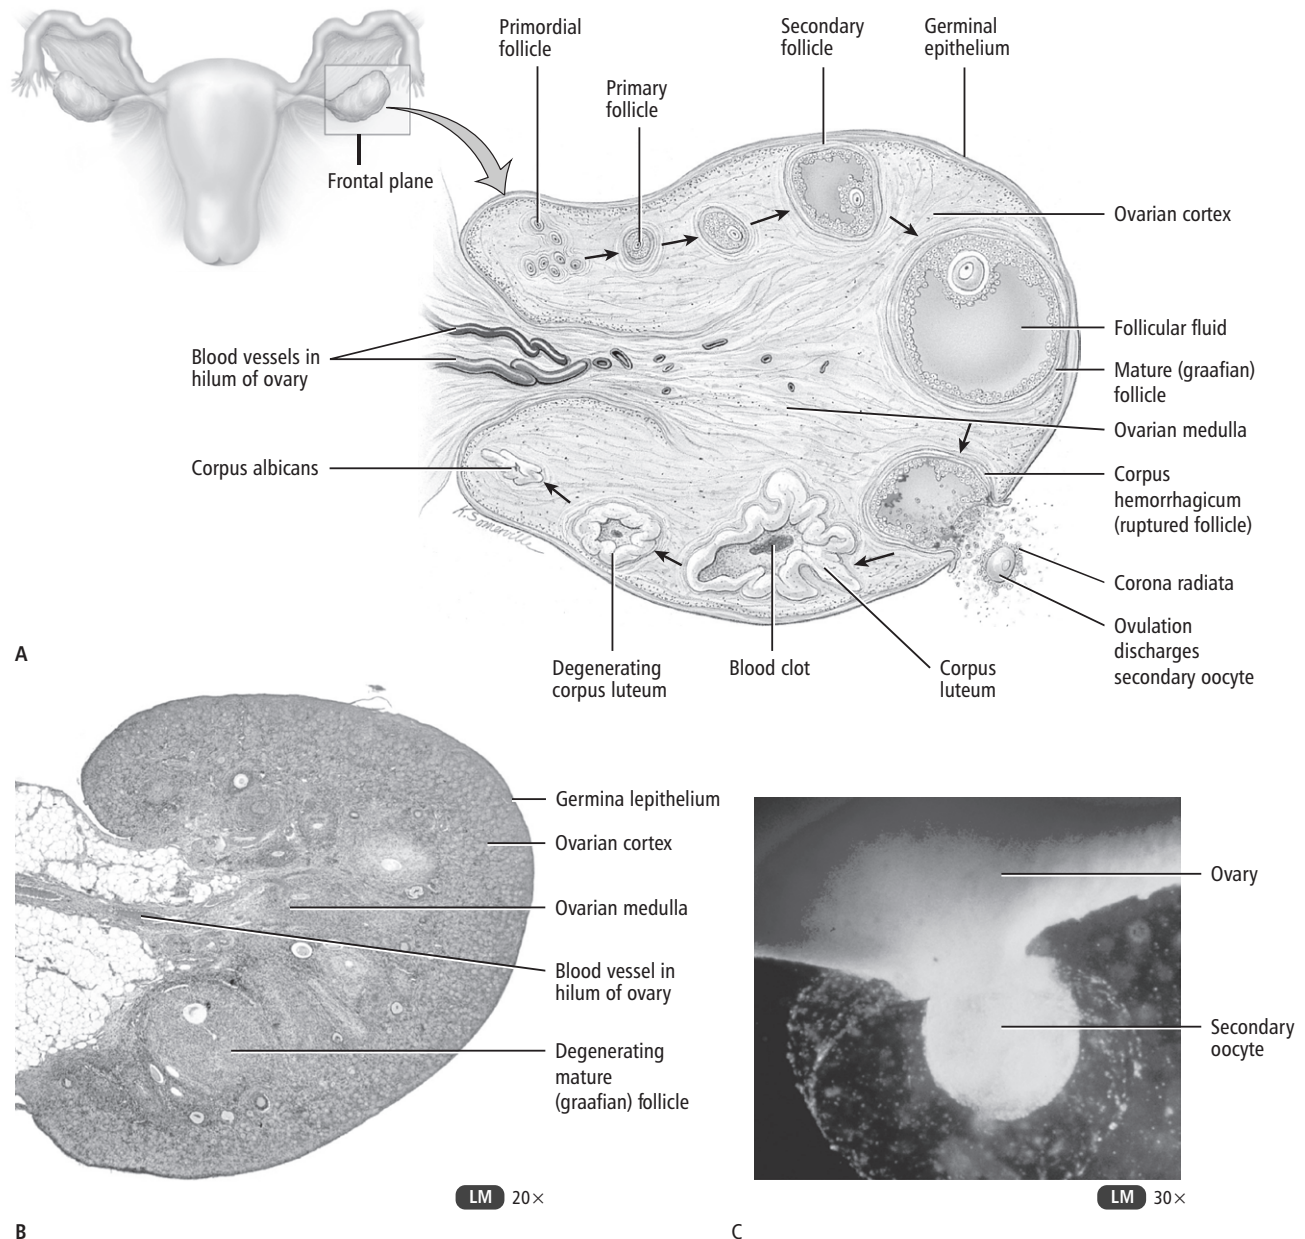 Primordial
follicle
Primary
follicle
Secondary
follicle
Germinal
epithelium
Frontal plane
Ovarian cortex
Follicular fluid
Mature (graafian)
follicle
Ovarian medulla
Corpus
hemorrhagicum
(ruptured follicle)
Corona radiata
Ovulation
discharges
secondary oocyte
Blood vessels in
hilum of ovary
Corpus albicans
K. Somerville
Degenerating
corpus luteum
Blood clot
Corpus
luteum
A
Germina lepithelium
Ovarian cortex
Ovarian medulla
Blood vessel in
hilum of ovary
Degenerating
mature
(graafian) follicle
LM 20×
B
Ovary
Secondary
oocyte
LM 30×
C